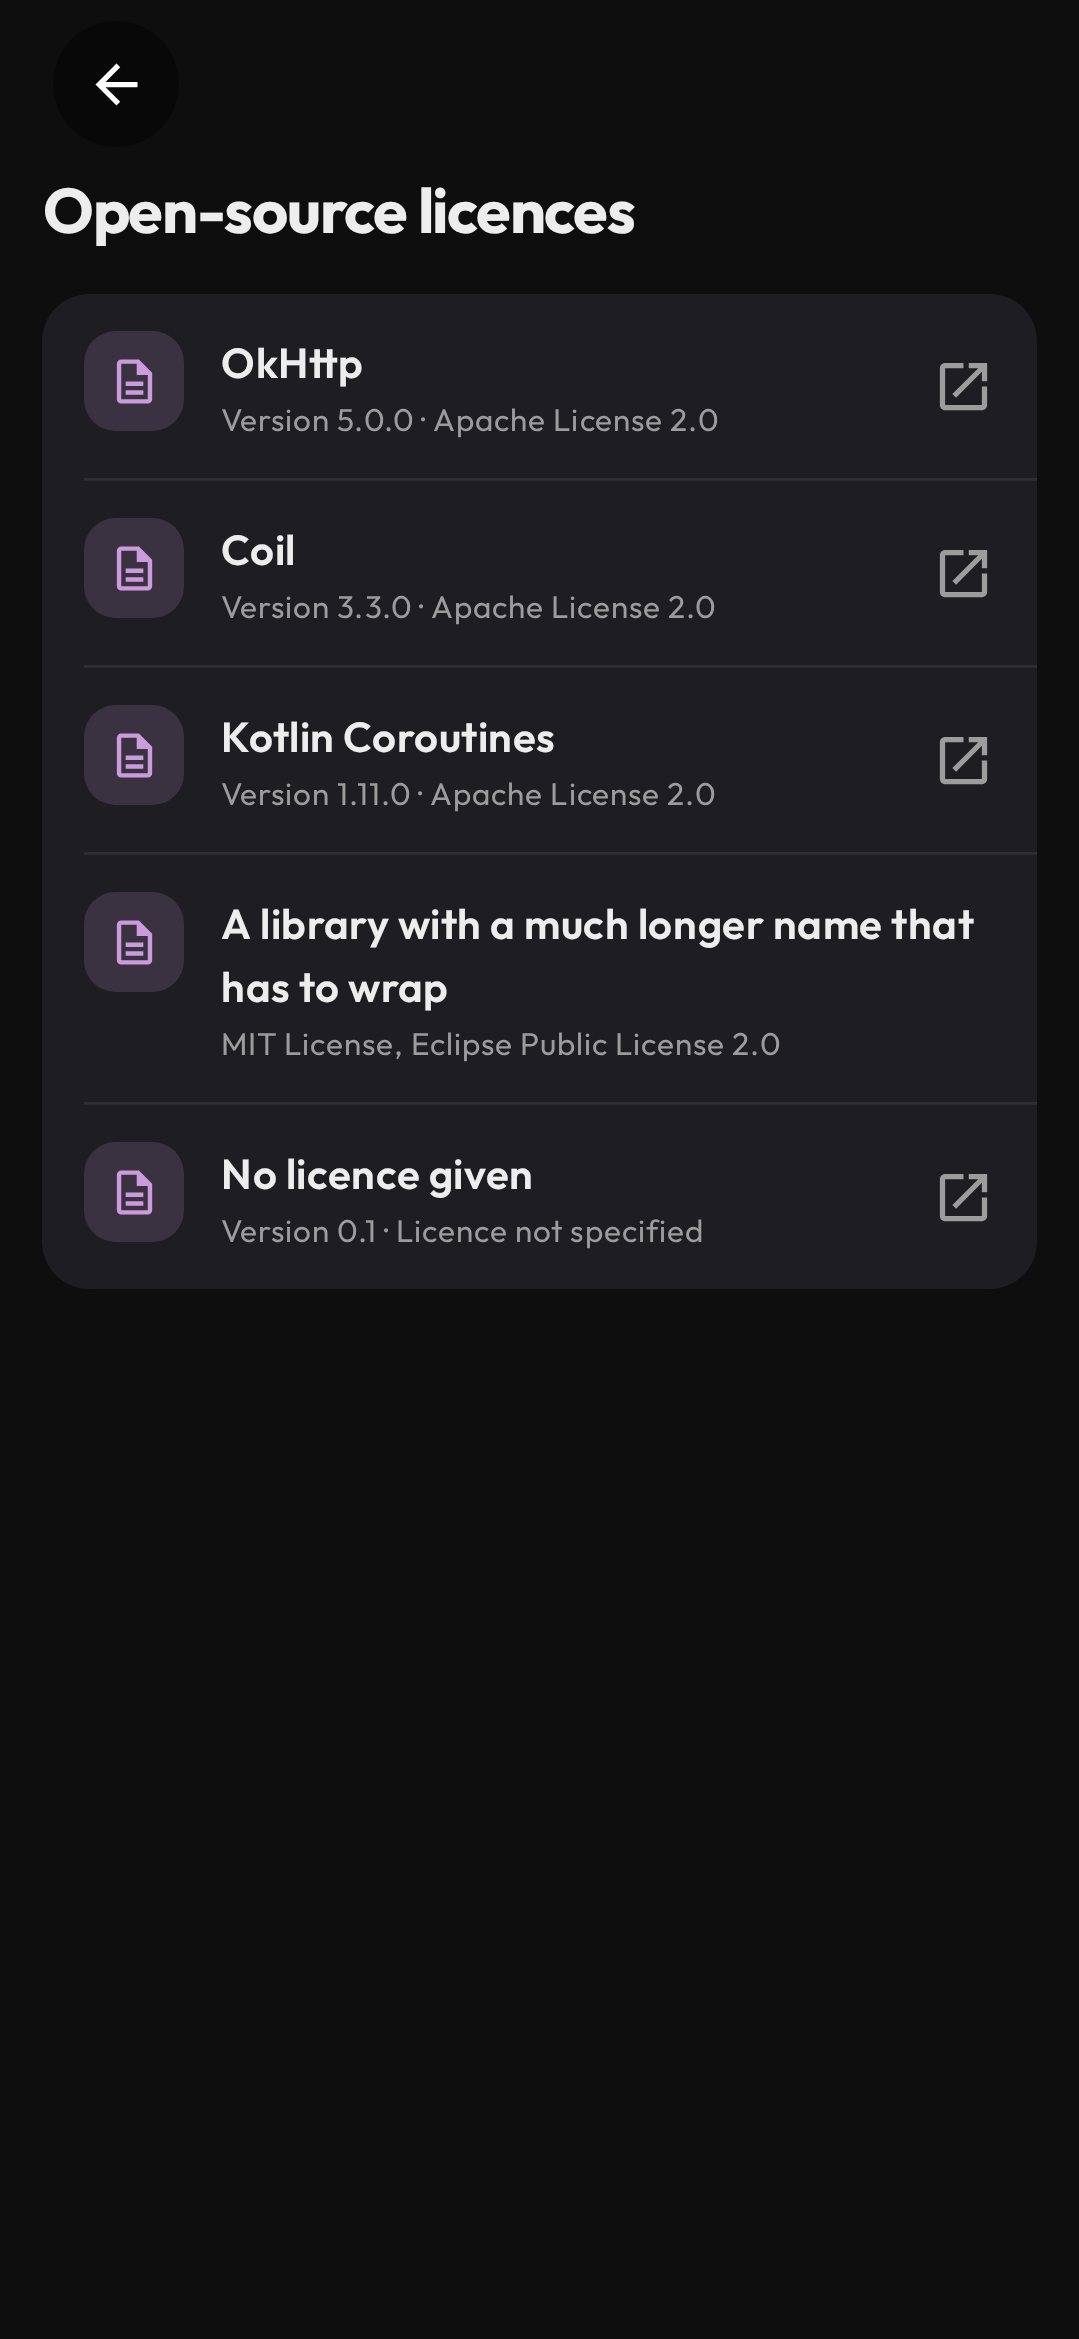 Open-source licences
OkHttp
Version 5.0.0 · Apache License 2.0
Coil
Version 3.3.0 · Apache License 2.0
Kotlin Coroutines
Version 1.11.0 · Apache License 2.0
A library with a much longer name that
has to wrap
MIT License, Eclipse Public License 2.0
No licence given
Version 0.1 · Licence not specified